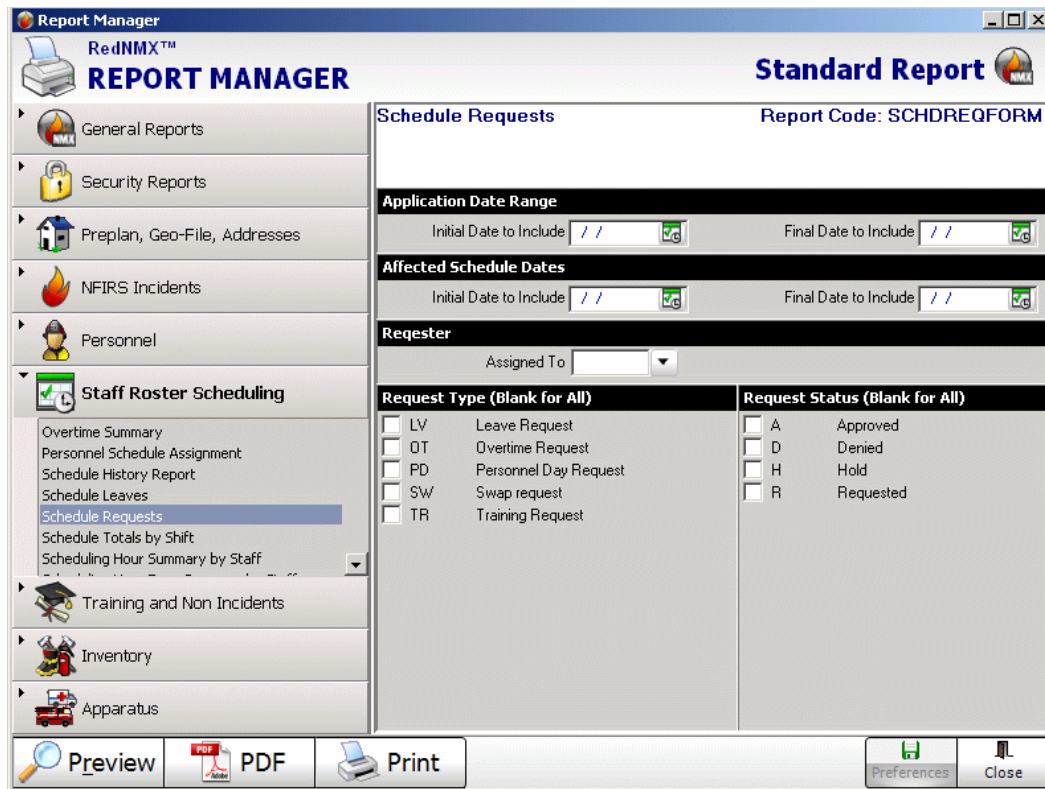 Report Manager
RedNMX™
REPORT MANAGER
Standard Report
NMX
General Reports
Security Reports
Preplan, Geo-File, Addresses
NFIRS Incidents
Personnel
Staff Roster Scheduling
Overtime Summary
Personnel Schedule Assignment
Schedule History Report
Schedule Leaves
Schedule Requests
Schedule Totals by Shift
Scheduling Hour Summary by Staff
Training and Non Incidents
Inventory
Apparatus
Schedule Requests Report Code: SCHDREQFORM
Application Date Range
Initial Date to Include / / Final Date to Include / /
Affected Schedule Dates
Initial Date to Include / / Final Date to Include / /
Reqester
Assigned To
Request Type (Blank for All)
LV Leave Request
OT Overtime Request
PD Personnel Day Request
SW Swap request
TR Training Request
Request Status (Blank for All)
A Approved
D Denied
H Hold
R Requested
Preview
PDF
Adobe
PDF
Print
Preferences
Close